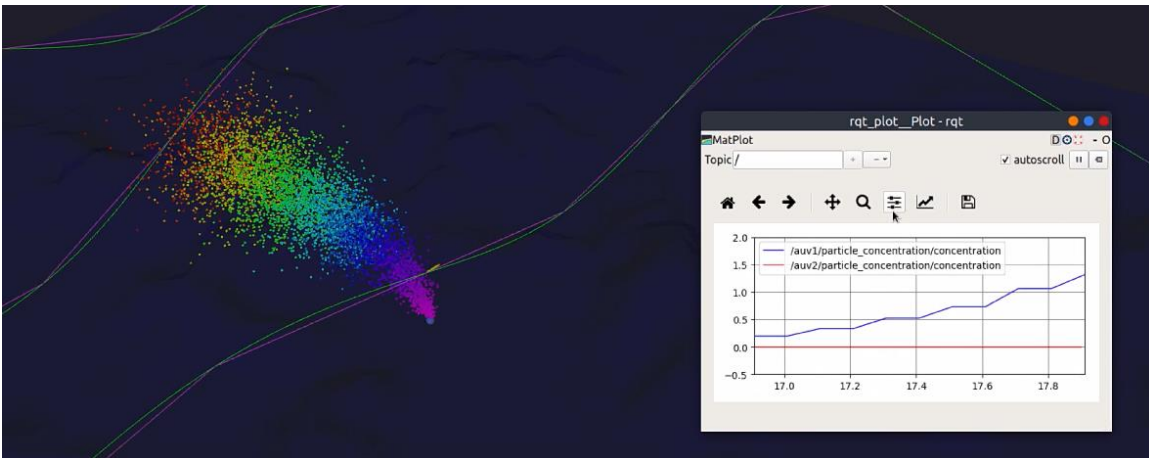 rqt_plot__Plot - rqt
MatPlot
D - O
Topic /
autoscroll
2.0
/auv1/particle_concentration/concentration
/auv2/particle_concentration/concentration
1.5
1.0
0.5
0.0
−0.5
17.0 17.2 17.4 17.6 17.8